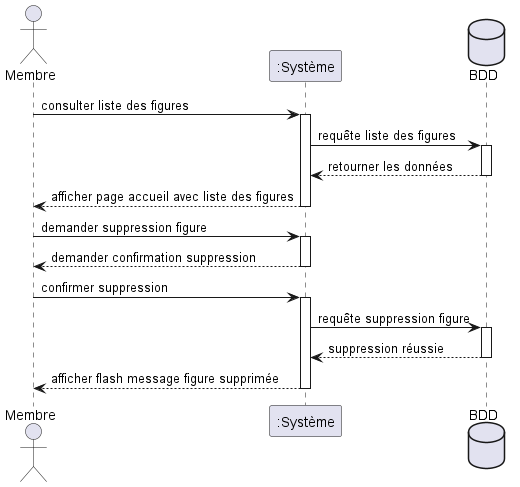 Membre
:Système
BDD
consulter liste des figures
requête liste des figures
retourner les données
afficher page accueil avec liste des figures
demander suppression figure
demander confirmation suppression
confirmer suppression
requête suppression figure
suppression réussie
afficher flash message figure supprimée
Membre
:Système
BDD